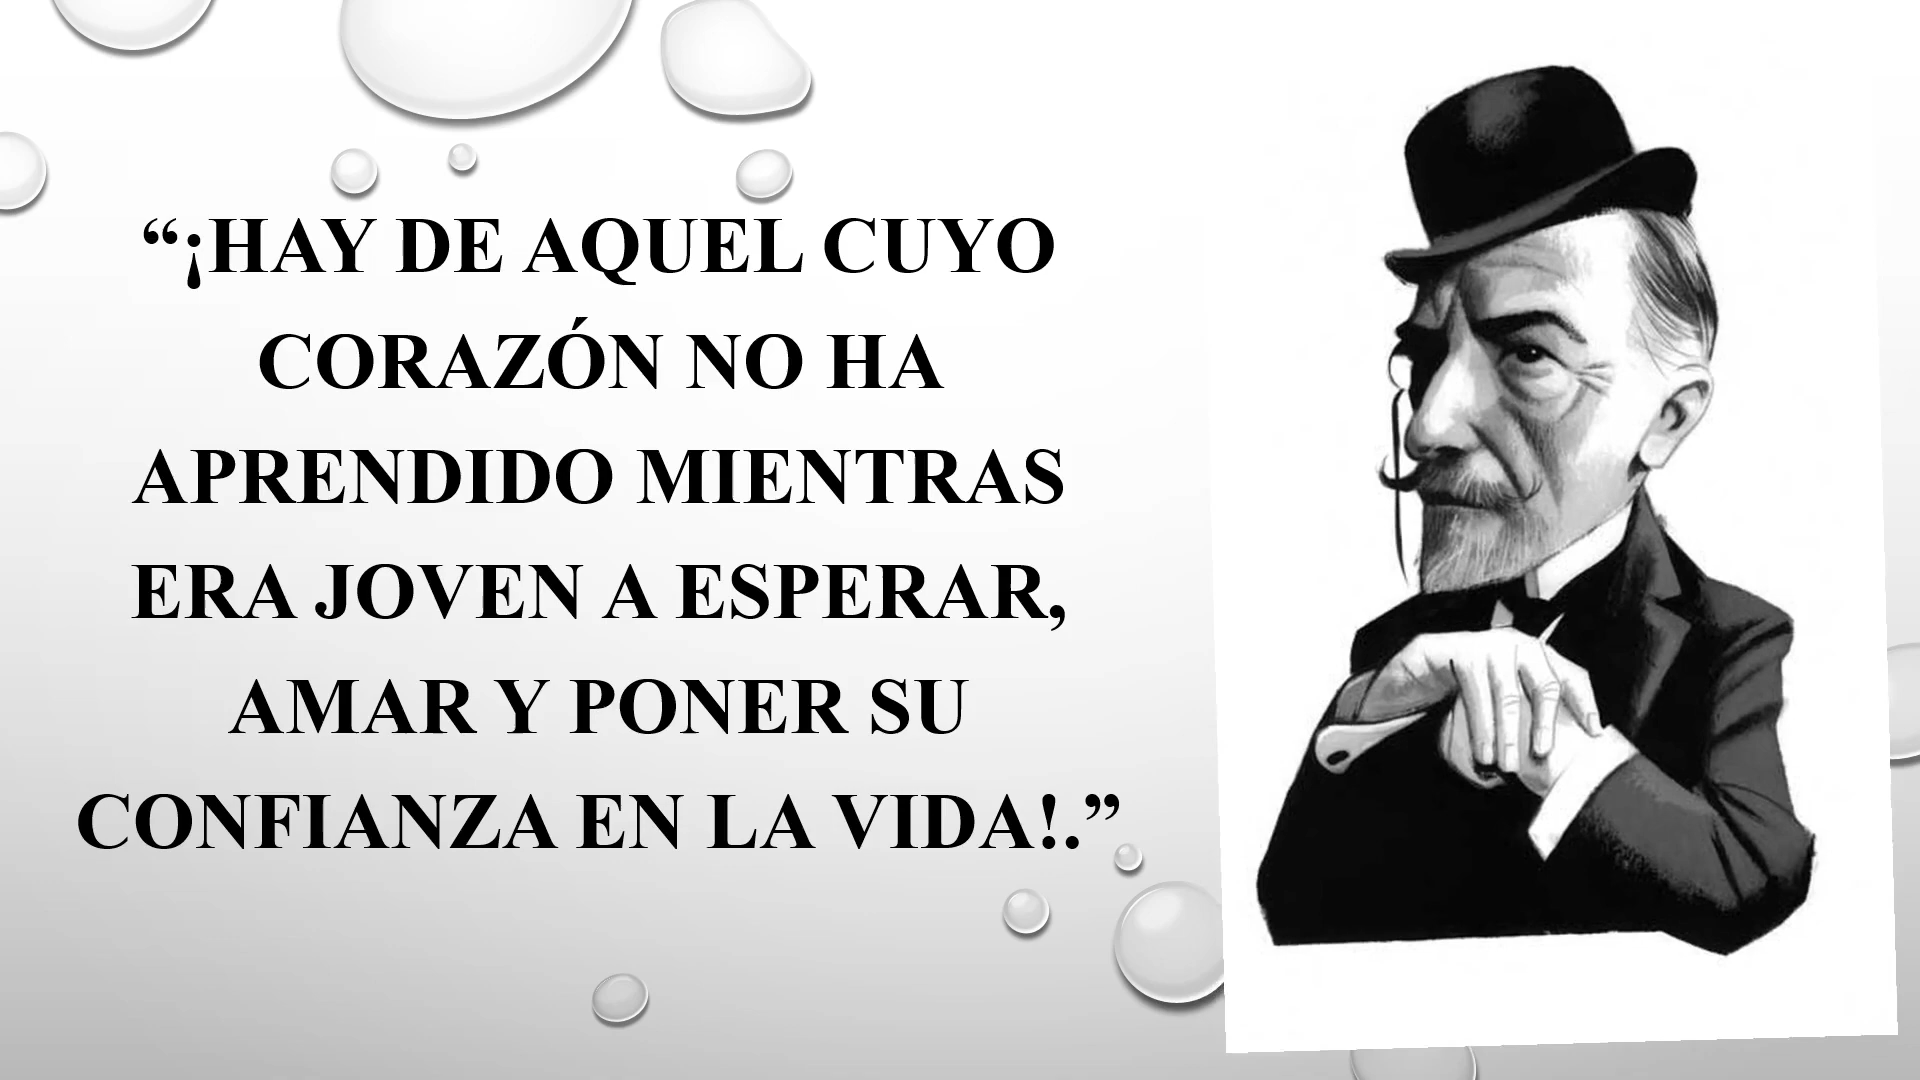 “¡HAY DE AQUEL CUYO
CORAZÓN NO HA
APRENDIDO MIENTRAS
ERA JOVEN A ESPERAR,
AMAR Y PONER SU
CONFIANZA EN LA VIDA!.”